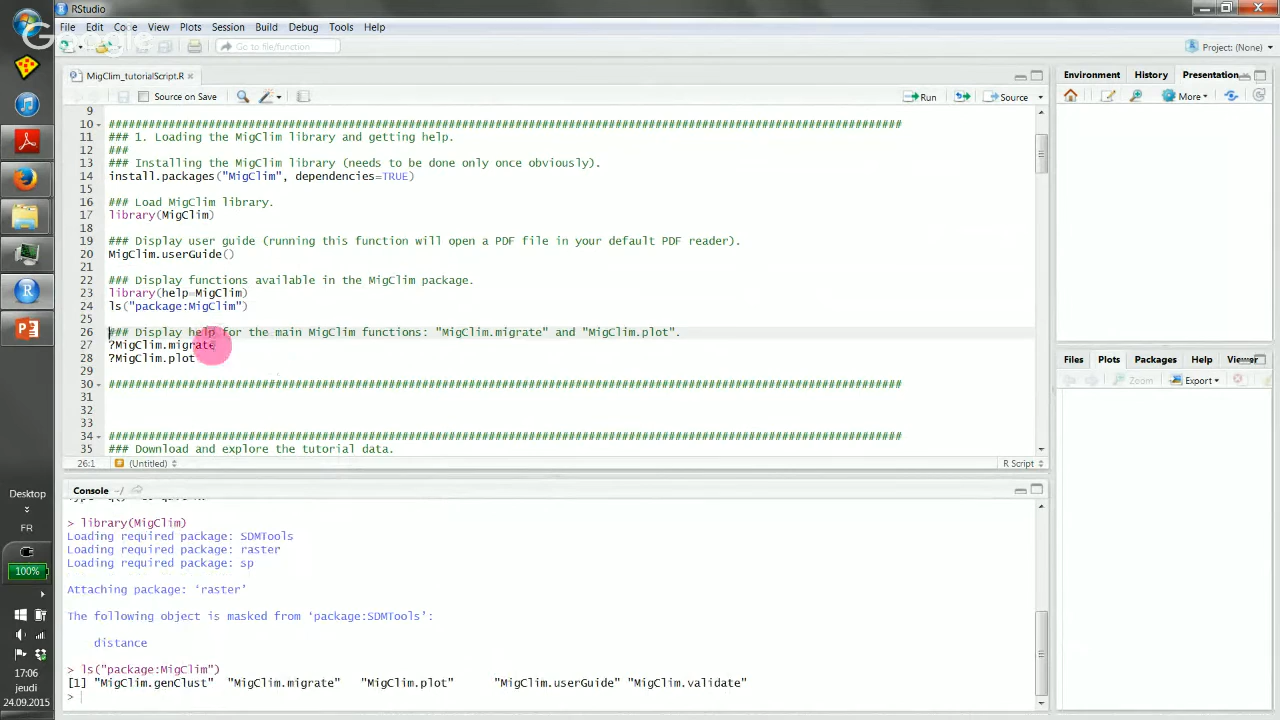 RStudio
Google
File Edit Code View Plots Session Build Debug Tools Help
Go to file/function
Project: (None)
MigClim_tutorialScript.R
Source on Save
Run
Source
Environment History Presentation
More
9
10 #######################################################################################################################
11 ### 1. Loading the MigClim library and getting help.
12 ###
13 ### Installing the MigClim library (needs to be done only once obviously).
14 install.packages("MigClim", dependencies=TRUE)
15
16 ### Load MigClim library.
17 library(MigClim)
18
19 ### Display user guide (running this function will open a PDF file in your default PDF reader).
20 MigClim.userGuide()
21
22 ### Display functions available in the MigClim package.
23 library(help=MigClim)
24 ls("package:MigClim")
25
26 ### Display help for the main MigClim functions: "MigClim.migrate" and "MigClim.plot".
27 ?MigClim.migrate
28 ?MigClim.plot
29
30 #######################################################################################################################
31
32
33
34 #######################################################################################################################
35 ### Download and explore the tutorial data.
26:1 (Untitled) R Script
Files Plots Packages Help Viewer
Zoom Export
Console ~/
> library(MigClim)
Loading required package: SDMTools
Loading required package: raster
Loading required package: sp
Attaching package: ‘raster’
The following object is masked from ‘package:SDMTools’:
distance
> ls("package:MigClim")
[1] "MigClim.genClust" "MigClim.migrate" "MigClim.plot" "MigClim.userGuide" "MigClim.validate"
>
Desktop
FR
100%
17:06
jeudi
24.09.2015